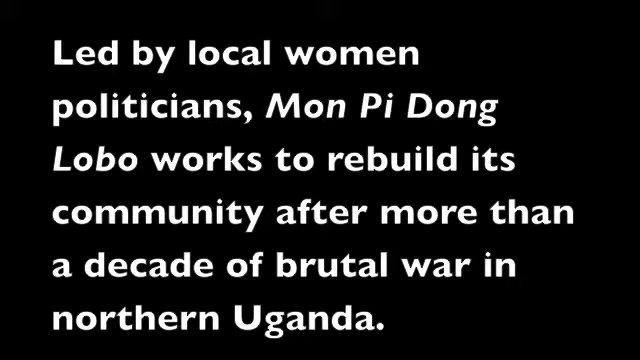 Led by local women
politicians, Mon Pi Dong
Lobo works to rebuild its
community after more than
a decade of brutal war in
northern Uganda.